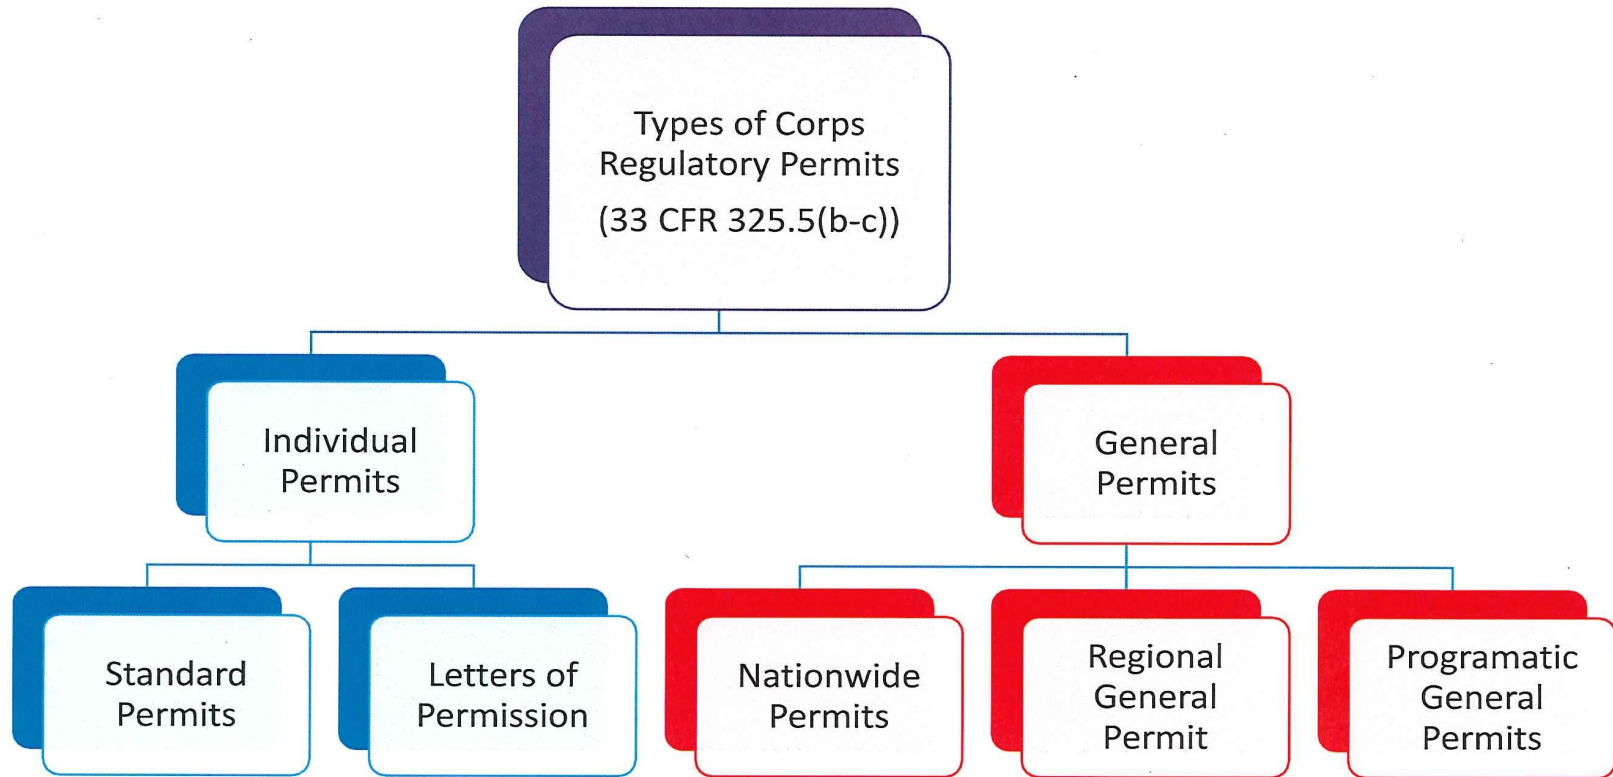 Types of Corps
Regulatory Permits
(33 CFR 325.5(b-c))
Individual
Permits
General
Permits
Standard
Permits
Letters of
Permission
Nationwide
Permits
Regional
General
Permit
Programatic
General
Permits